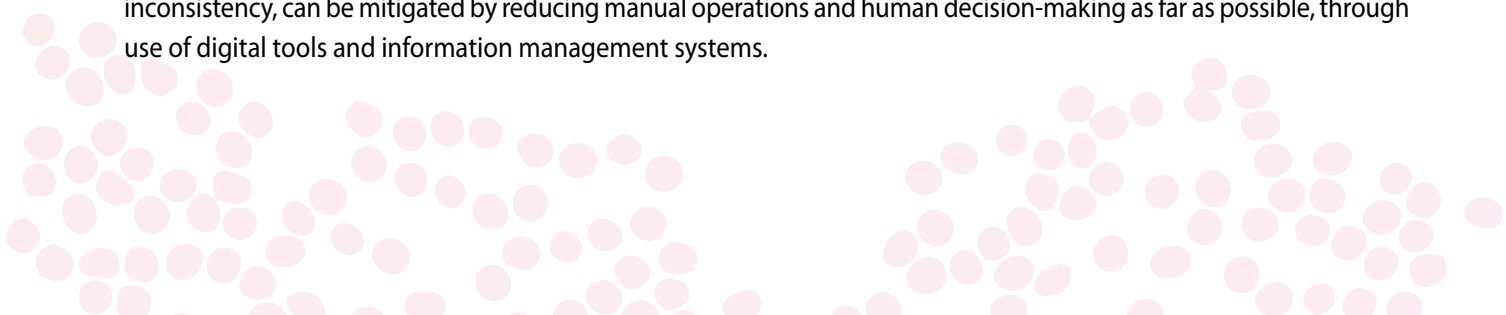 inconsistency, can be mitigated by reducing manual operations and human decision-making as far as possible, through
use of digital tools and information management systems.